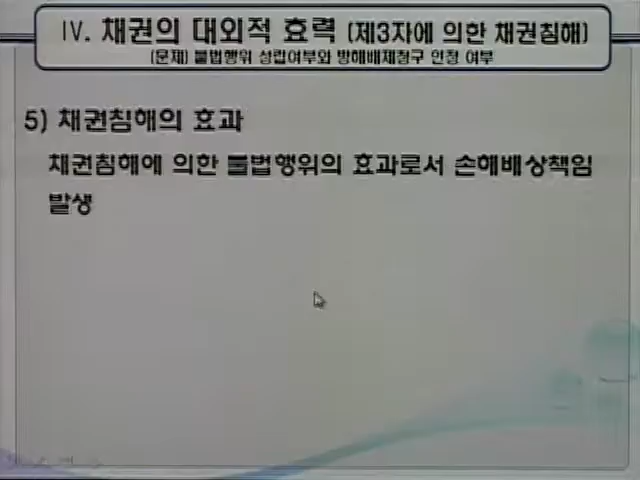 Ⅳ. 채권의 대외적 효력 (제3자에 의한 채권침해)
(문제) 불법행위 성립여부와 방해배제청구 인정 여부
5) 채권침해의 효과
채권침해에 의한 불법행위의 효과로서 손해배상책임
발생